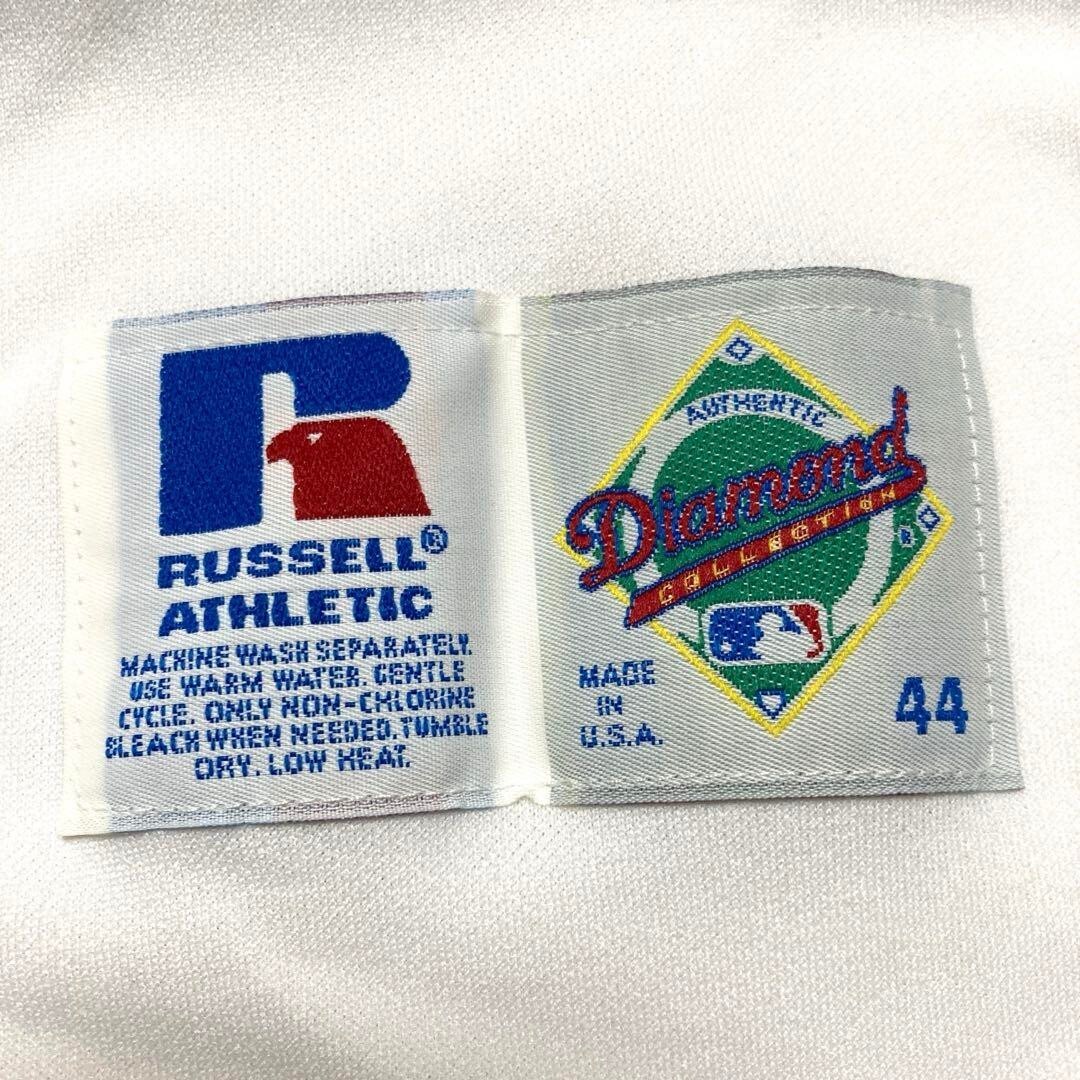 RUSSELL®
ATHLETIC
MACHINE WASH SEPARATELY.
USE WARM WATER. GENTLE
CYCLE. ONLY NON-CHLORINE
BLEACH WHEN NEEDED. TUMBLE
DRY. LOW HEAT.
AUTHENTIC
Diamond
COLLECTION
®
MADE
IN
U.S.A.
44